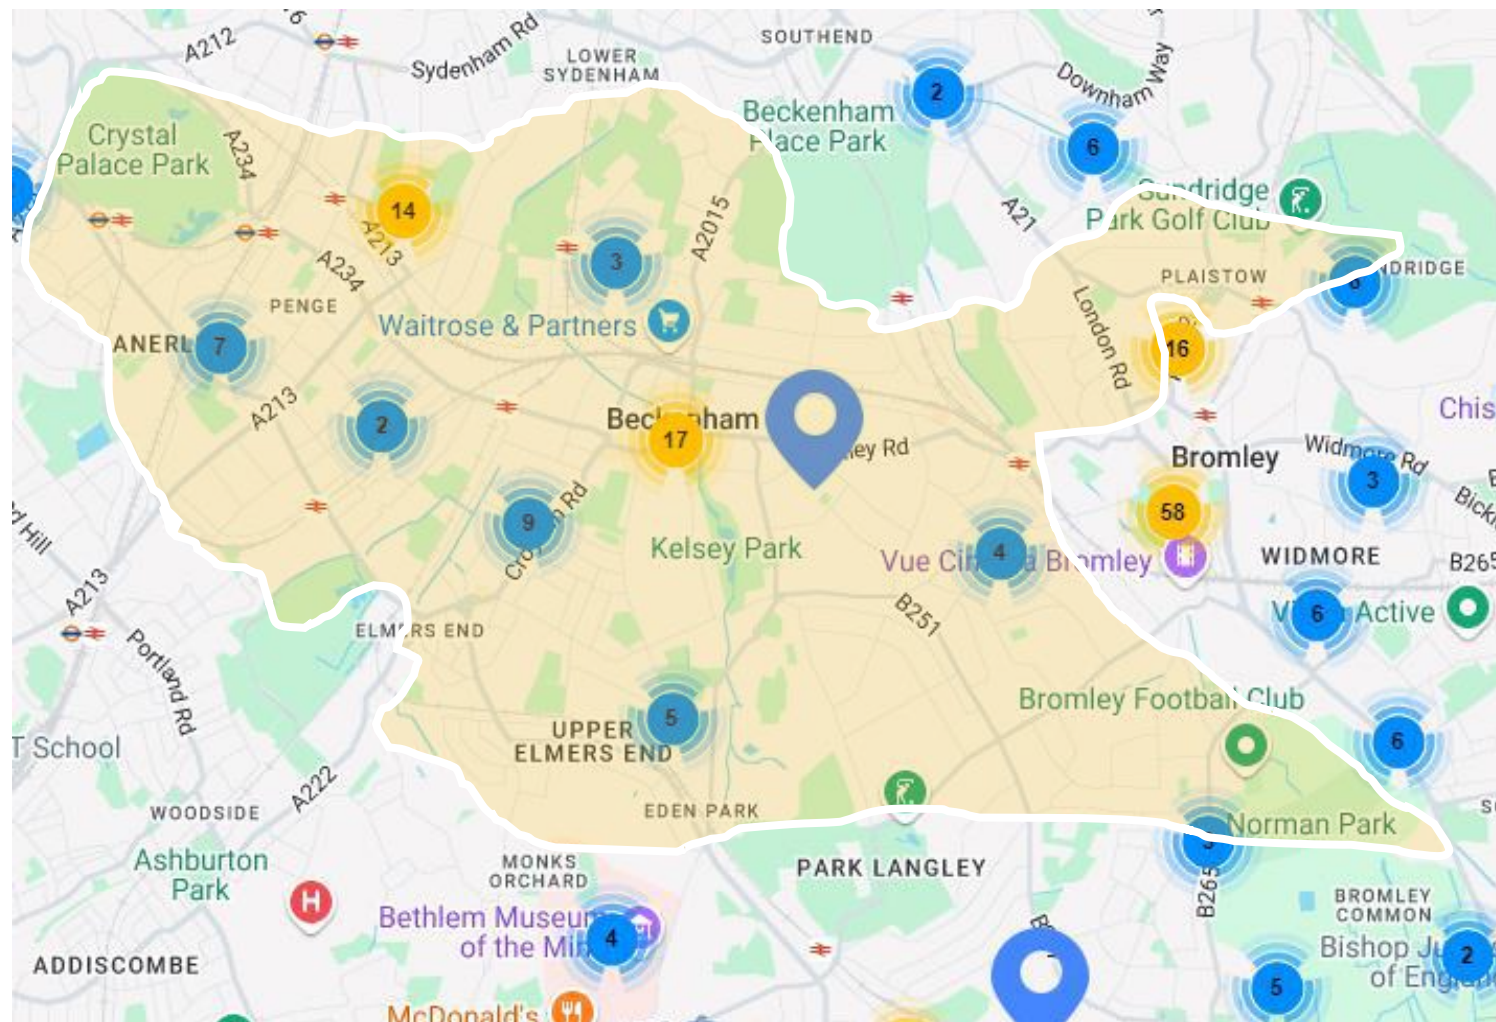 A212
Sydenham Rd
LOWER
SYDENHAM
SOUTHEND
Downham Way
2
Beckenham
Place Park
6
Crystal
Palace Park
A234
14
A213
A2015
A21
Sundridge
Park Golf Club
3
A234
PENGE
PLAISTOW
Waitrose & Partners
London Rd
7
16
A213
2
Beckenham
17
Bromley
Widmore Rd
3
9
58
Kelsey Park
4
Vue Cinema Bromley
WIDMORE
A213
B251
6
Active
ELMERS END
Portland Rd
Bromley Football Club
5
UPPER
ELMERS END
T School
6
A222
WOODSIDE
EDEN PARK
Norman Park
Ashburton
Park
MONKS
ORCHARD
PARK LANGLEY
H
B265
BROMLEY
COMMON
Bethlem Museum
of the Min
4
2
ADDISCOMBE
5
McDonald's